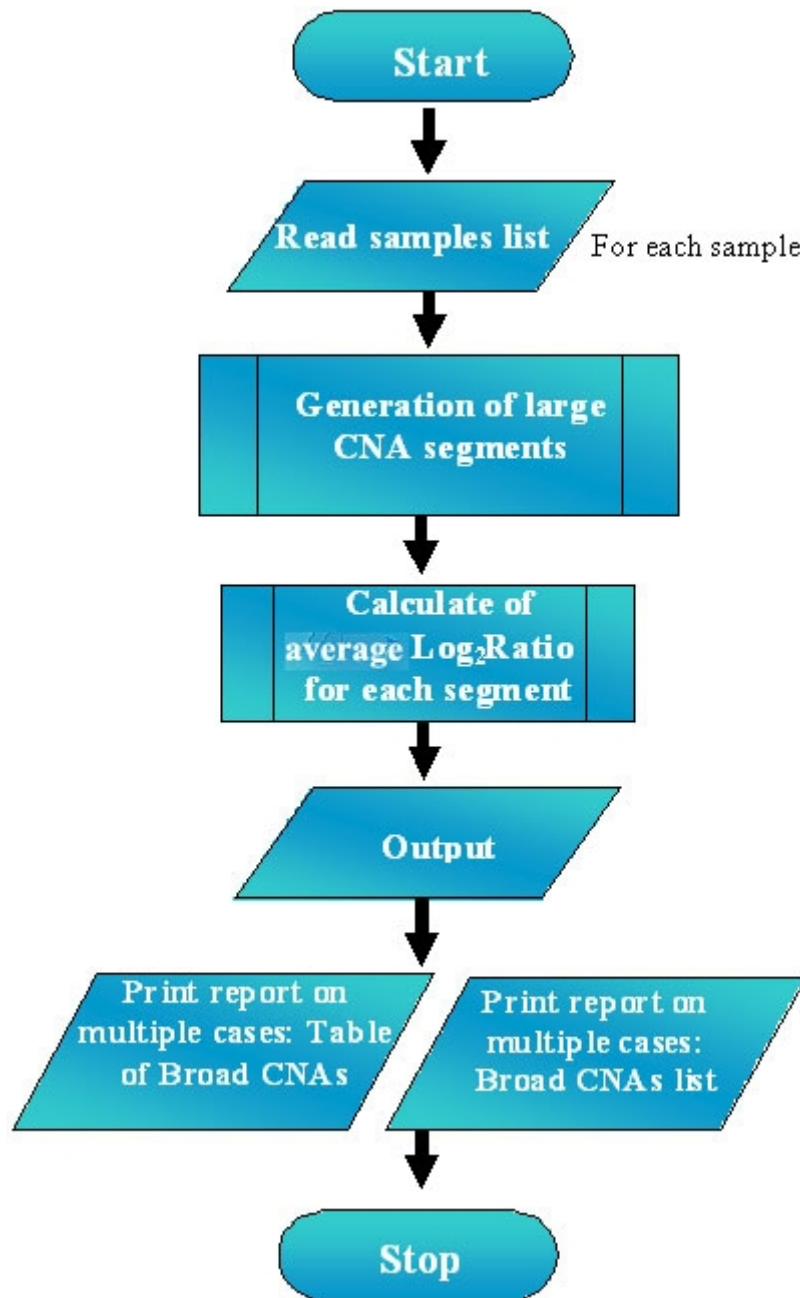 Start
Read samples list
For each sample
Generation of large
CNA segments
Calculate of
average Log₂Ratio
for each segment
Output
Print report on
multiple cases: Table
of Broad CNAs
Print report on
multiple cases:
Broad CNAs list
Stop